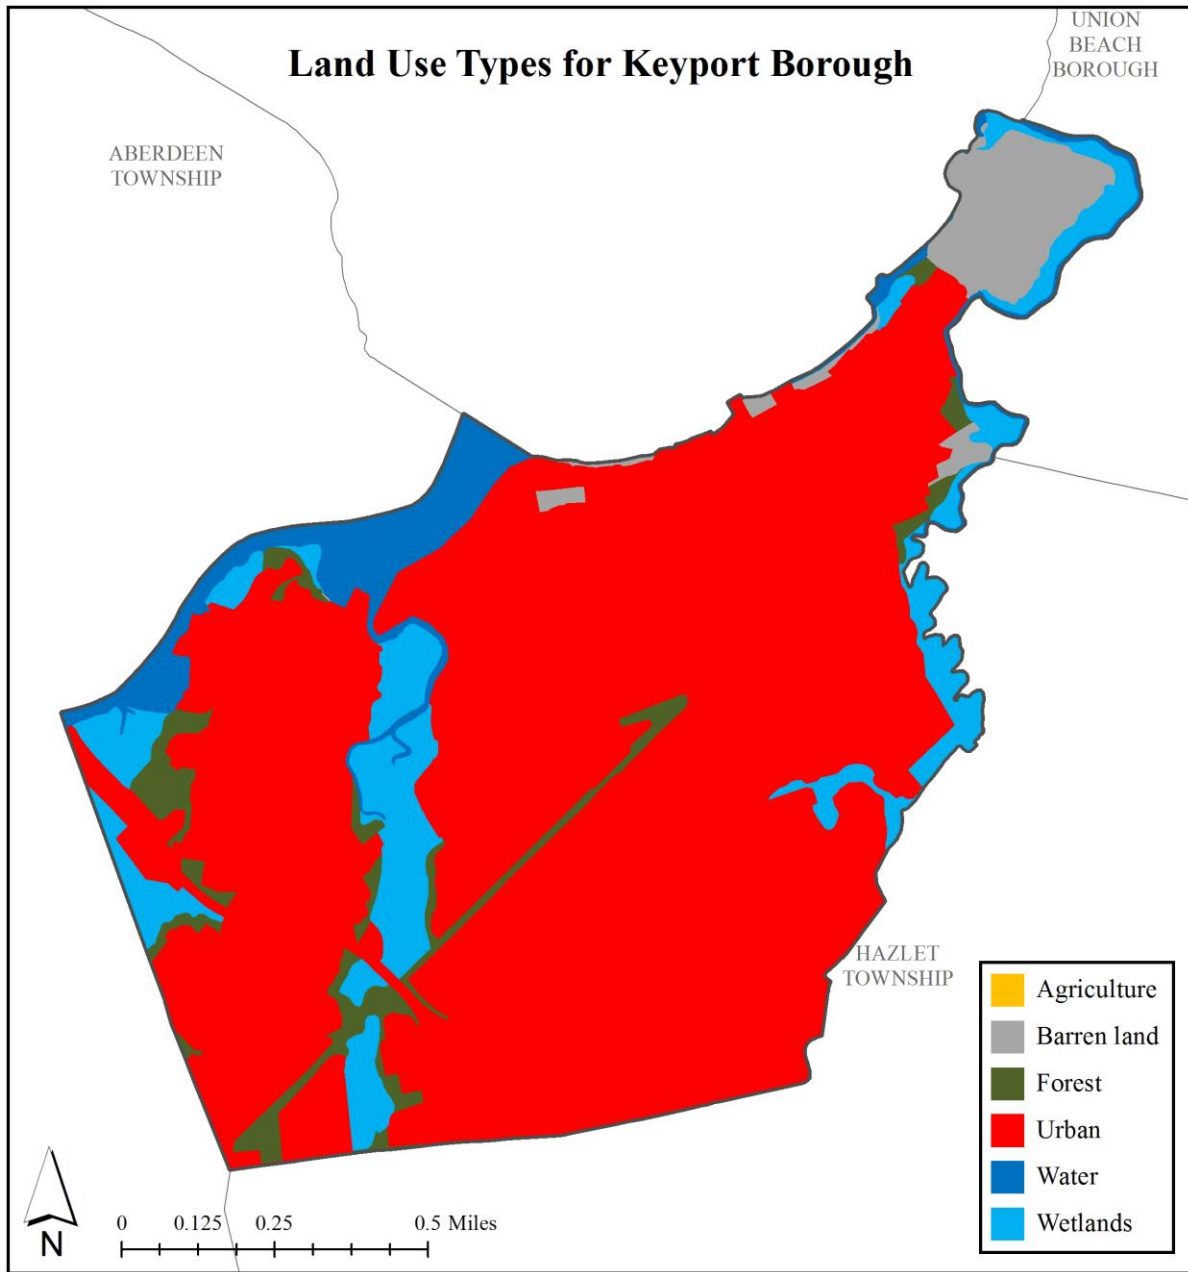 Land Use Types for Keyport Borough
UNION
BEACH
BOROUGH
ABERDEEN
TOWNSHIP
HAZLET
TOWNSHIP
Agriculture
Barren land
Forest
Urban
Water
Wetlands
N
0 0.125 0.25 0.5 Miles